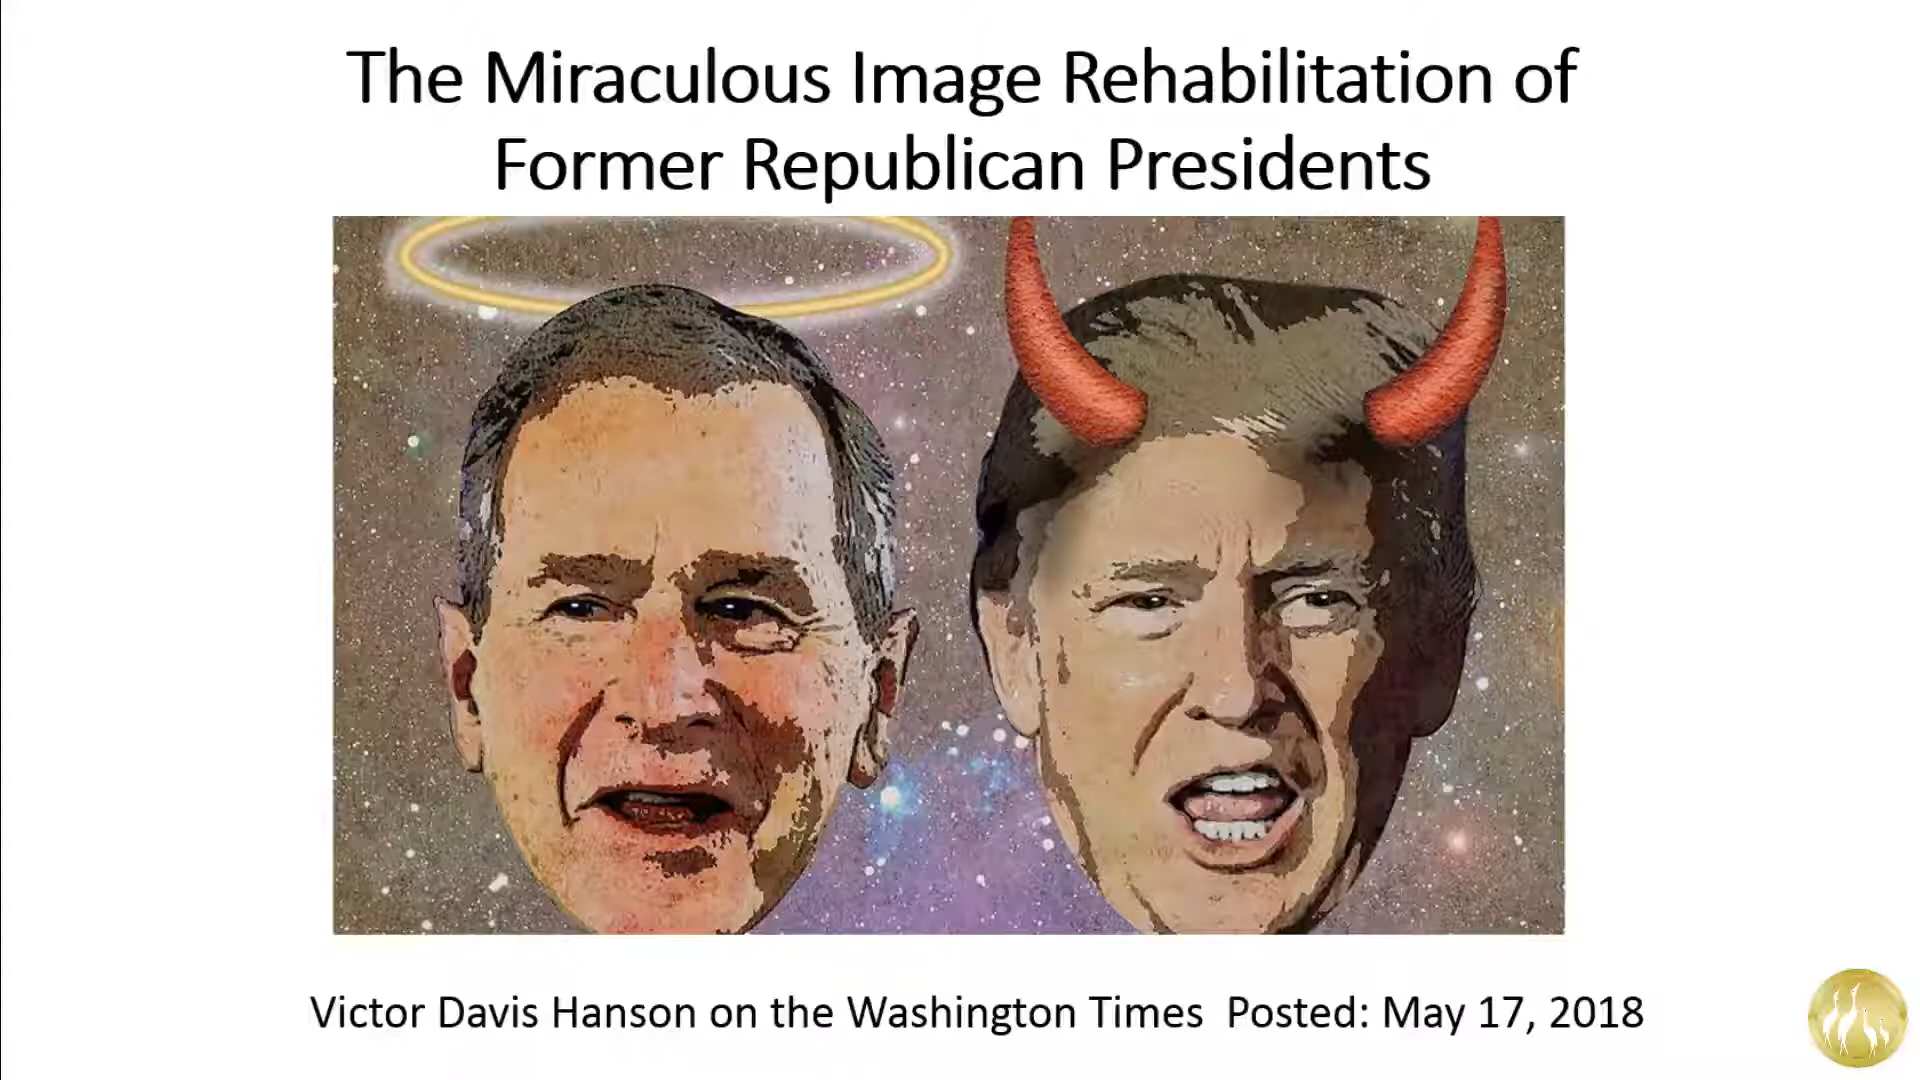 The Miraculous Image Rehabilitation of
Former Republican Presidents
Victor Davis Hanson on the Washington Times  Posted: May 17, 2018